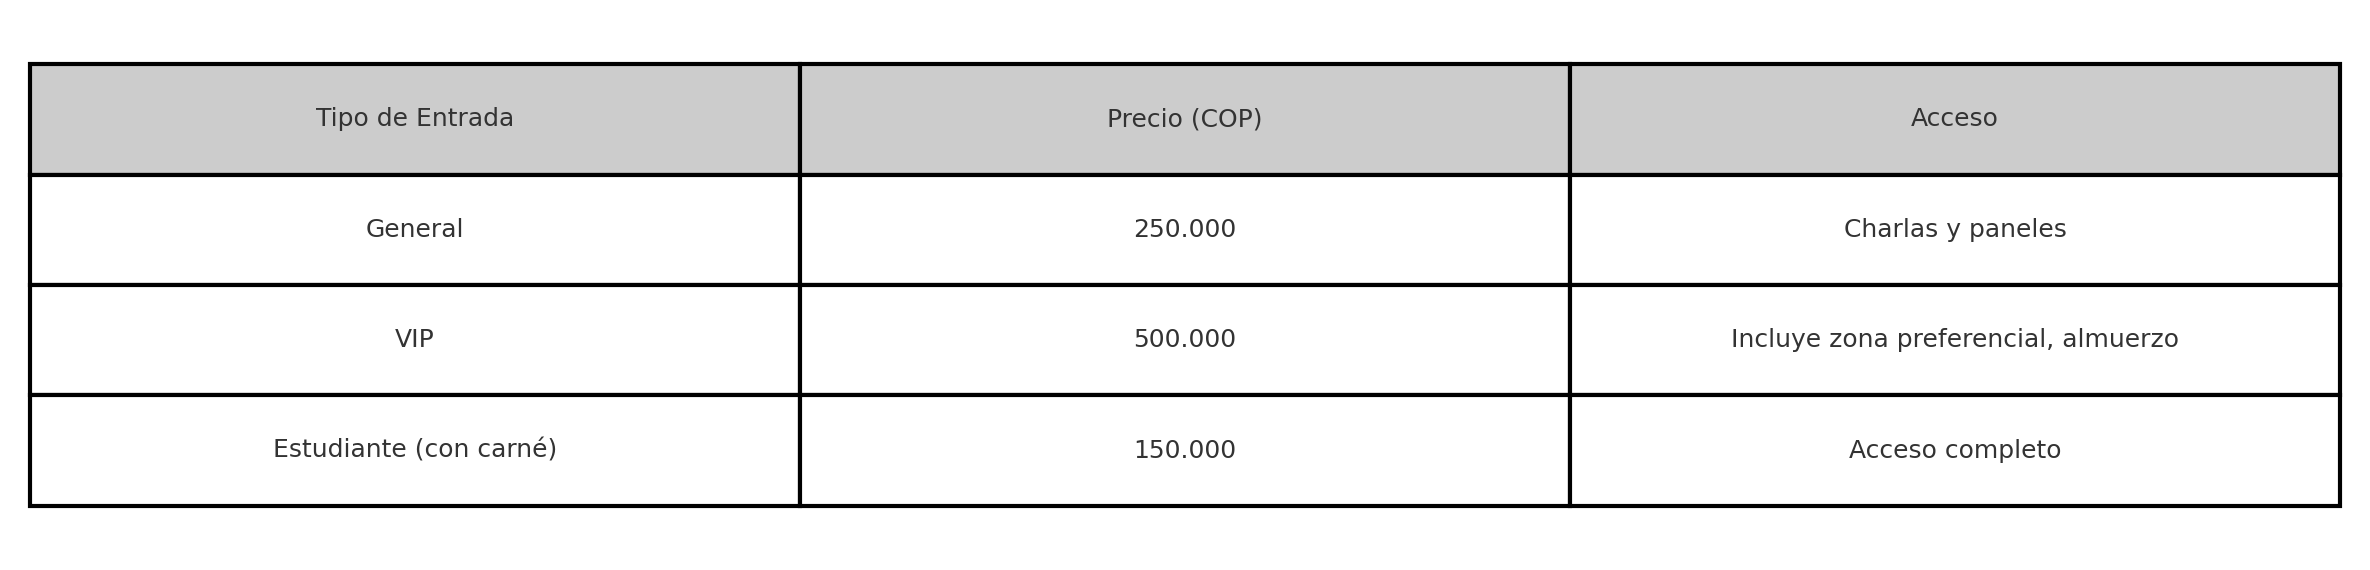 Tipo de Entrada Precio (COP) Acceso
General 250.000 Charlas y paneles
VIP 500.000 Incluye zona preferencial, almuerzo
Estudiante (con carné) 150.000 Acceso completo